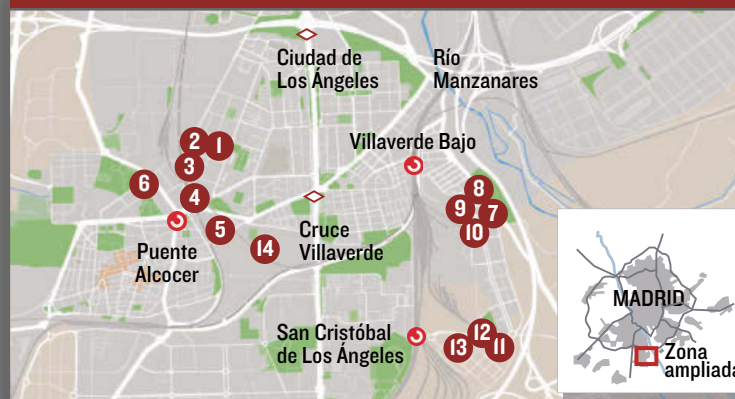 Ciudad de
Los Ángeles
Río
Manzanares
2
1
Villaverde Bajo
3
6
8
4
9
7
5
10
Puente
Alcocer
14
Cruce
Villaverde
MADRID
San Cristóbal
de Los Ángeles
12
13
11
Zona
ampliada